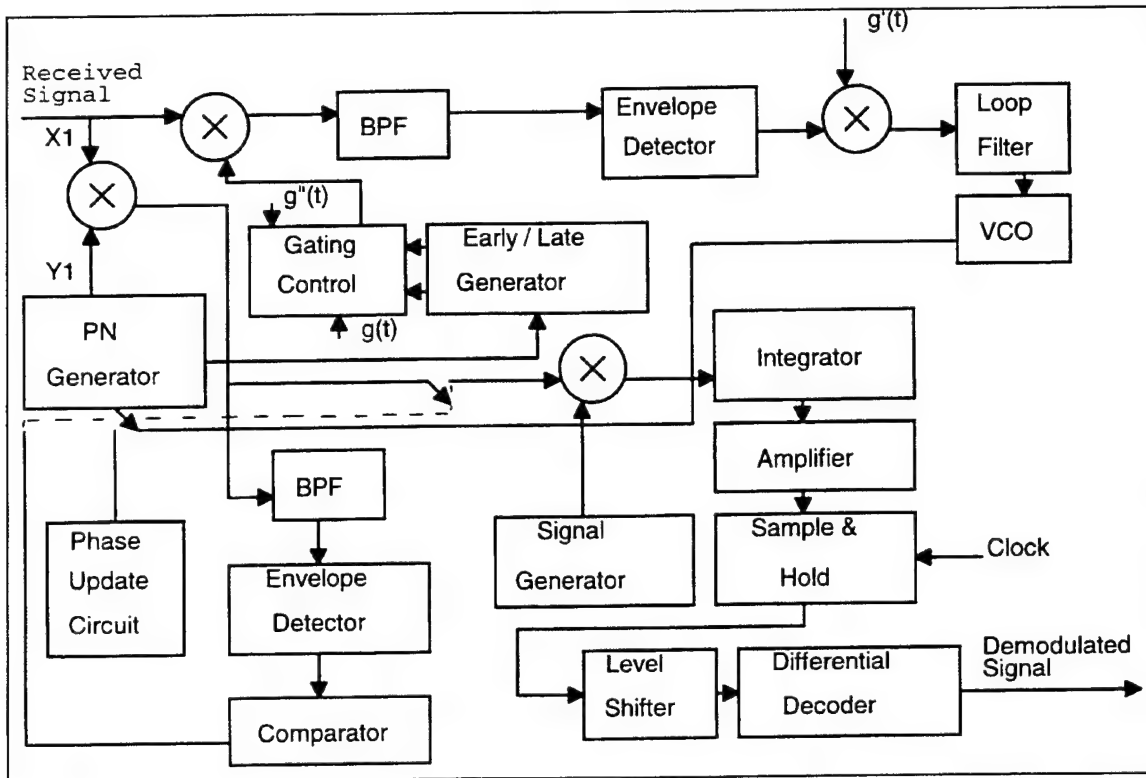 g'(t)
Received
Signal
X1
BPF
Envelope
Detector
Loop
Filter
g"(t)
Gating
Control
Early / Late
Generator
VCO
Y1
g(t)
PN
Generator
Integrator
Amplifier
BPF
Phase
Update
Circuit
Envelope
Detector
Signal
Generator
Sample &
Hold
Clock
Comparator
Level
Shifter
Differential
Decoder
Demodulated
Signal